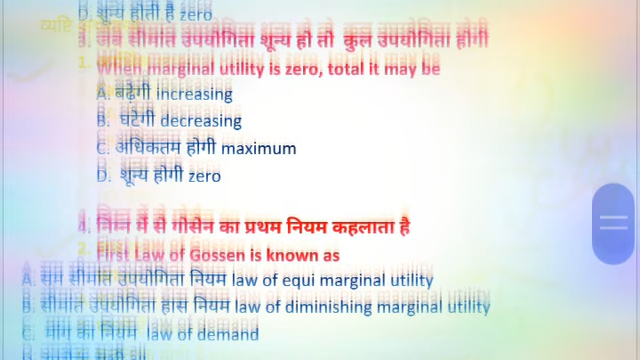 D. शून्य होती है zero
3. जब सीमांत उपयोगिता शून्य हो तो कुल उपयोगिता होगी
When marginal utility is zero, total it may be
A. बढ़ेगी increasing
B. घटेगी decreasing
C. अधिकतम होगी maximum
D. शून्य होगी zero
4. निम्न में से गोसेन का प्रथम नियम कहलाता है
First Law of Gossen is known as
A. सम सीमांत उपयोगिता नियम law of equi marginal utility
B. सीमांत उपयोगिता ह्रास नियम law of diminishing marginal utility
C. मांग का नियम law of demand